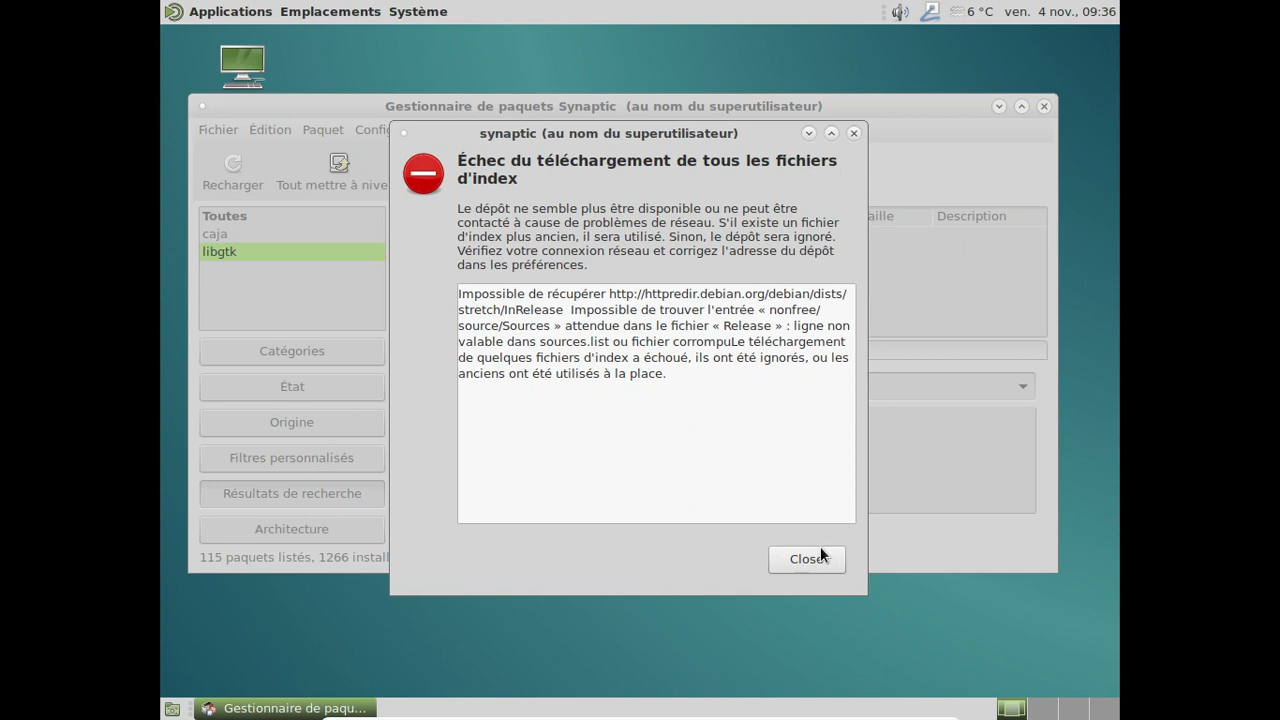 Applications Emplacements Système
6 °C ven. 4 nov., 09:36
Gestionnaire de paquets Synaptic (au nom du superutilisateur)
Fichier Édition Paquet
synaptic (au nom du superutilisateur)
Recharger
Tout mettre à nive
Échec du téléchargement de tous les fichiers
d'index
Le dépôt ne semble plus être disponible ou ne peut être
contacté à cause de problèmes de réseau. S'il existe un fichier
d'index plus ancien, il sera utilisé. Sinon, le dépôt sera ignoré.
Vérifiez votre connexion réseau et corrigez l'adresse du dépôt
dans les préférences.
Toutes
caja
libgtk
aille Description
Impossible de récupérer http://httpredir.debian.org/debian/dists/
stretch/InRelease Impossible de trouver l'entrée « nonfree/
source/Sources » attendue dans le fichier « Release » : ligne non
valable dans sources.list ou fichier corrompuLe téléchargement
de quelques fichiers d'index a échoué, ils ont été ignorés, ou les
anciens ont été utilisés à la place.
Catégories
État
Origine
Filtres personnalisés
Résultats de recherche
Architecture
115 paquets listés, 1266 install
Close
Gestionnaire de paqu...